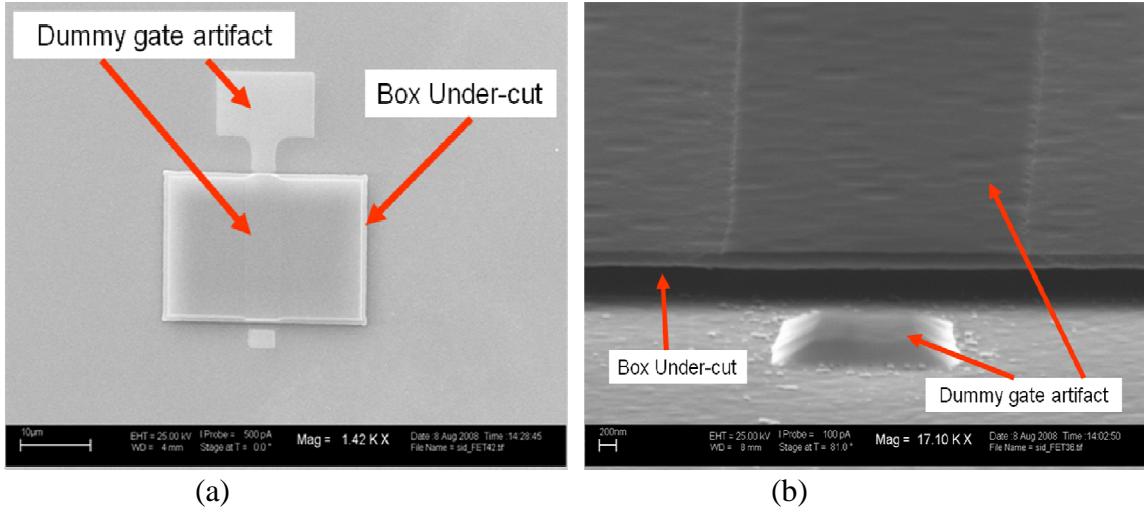 Dummy gate artifact
Box Under-cut
10µm
EHT = 25.00 kV
I Probe = 500 pA
Mag = 1.42 K X
Date :8 Aug 2008 Time :14:28:45
WD = 4 mm
Stage at T = 0.0 °
File Name = sid_FET42.tif
Box Under-cut
Dummy gate artifact
200nm
EHT = 25.00 kV
I Probe = 100 pA
Mag = 17.10 K X
Date :8 Aug 2008 Time :14:02:50
WD = 8 mm
Stage at T = 81.0 °
File Name = sid_FET36.tif
(a)
(b)